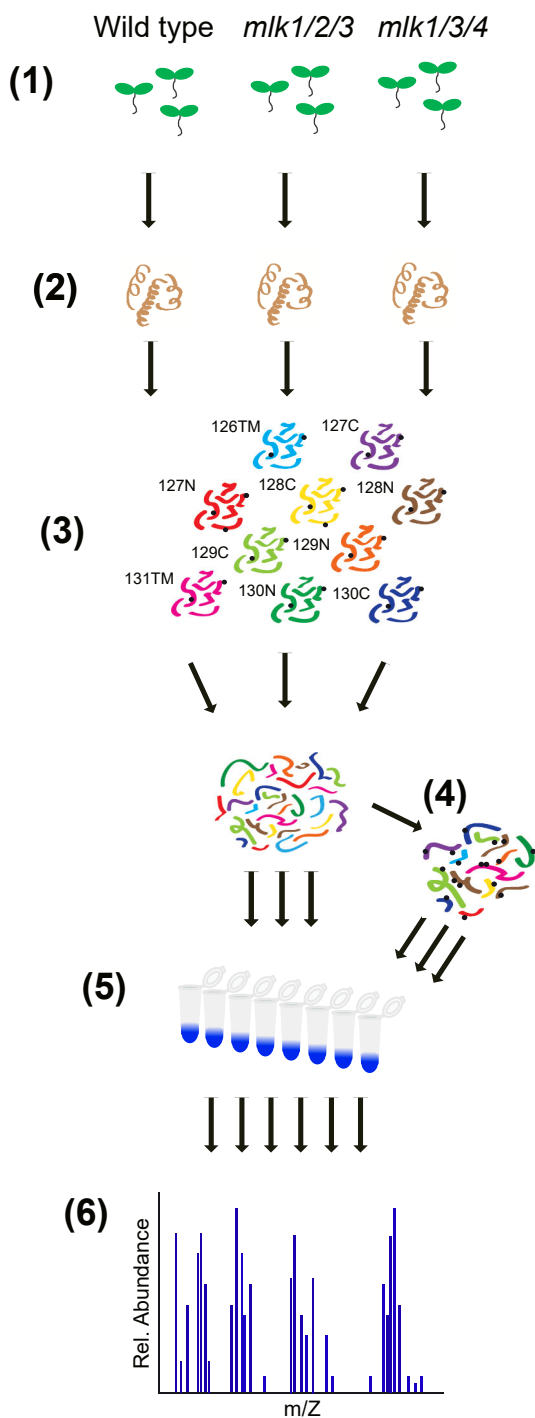 Wild type mlk1/2/3 mlk1/3/4
(1)
(2)
126TM 127C
127N 128C 128N
(3)
129C 129N
131TM 130N 130C
(4)
(5)
(6)
Rel. Abundance
m/Z